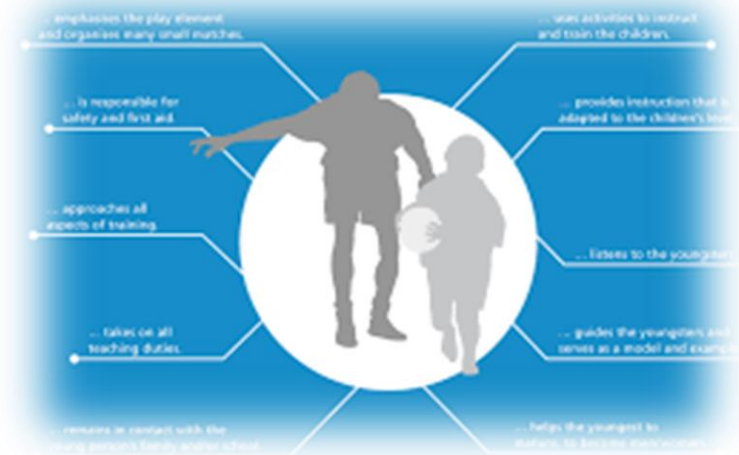 ... emphasises the play element
and organises many small matches.
... is responsible for
safety and first aid.
... approaches all
aspects of training.
... takes on all
teaching duties.
... remains in contact with the
young person's family and/or school.
... uses activities to instruct
and train the children.
... provides instruction that is
adapted to the children's level
... listens to the youngsters.
... guides the youngsters and
serves as a model and example
... helps the youngest to
mature, to become men/women.